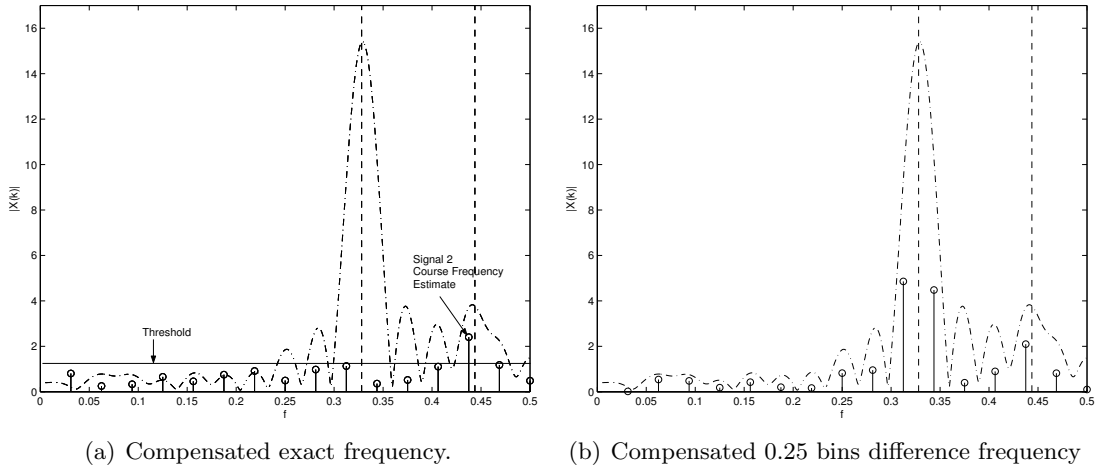 16
14
12
10
8
6
4
2
0
|X(k)|
Signal 2
Course Frequency
Estimate
Threshold
0 0.05 0.1 0.15 0.2 0.25 0.3 0.35 0.4 0.45 0.5
f
(a) Compensated exact frequency.
16
14
12
10
8
6
4
2
0
|X(k)|
0 0.05 0.1 0.15 0.2 0.25 0.3 0.35 0.4 0.45 0.5
f
(b) Compensated 0.25 bins difference frequency